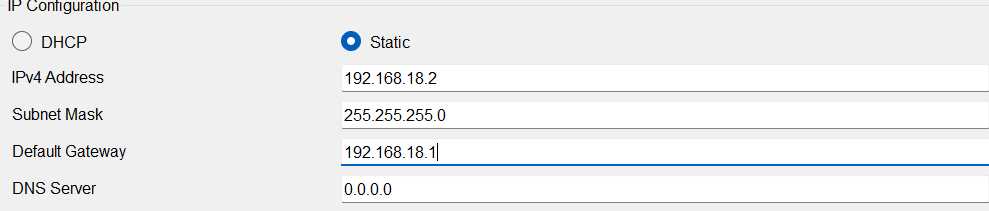 IP Configuration
DHCP Static
IPv4 Address 192.168.18.2
Subnet Mask 255.255.255.0
Default Gateway 192.168.18.1
DNS Server 0.0.0.0